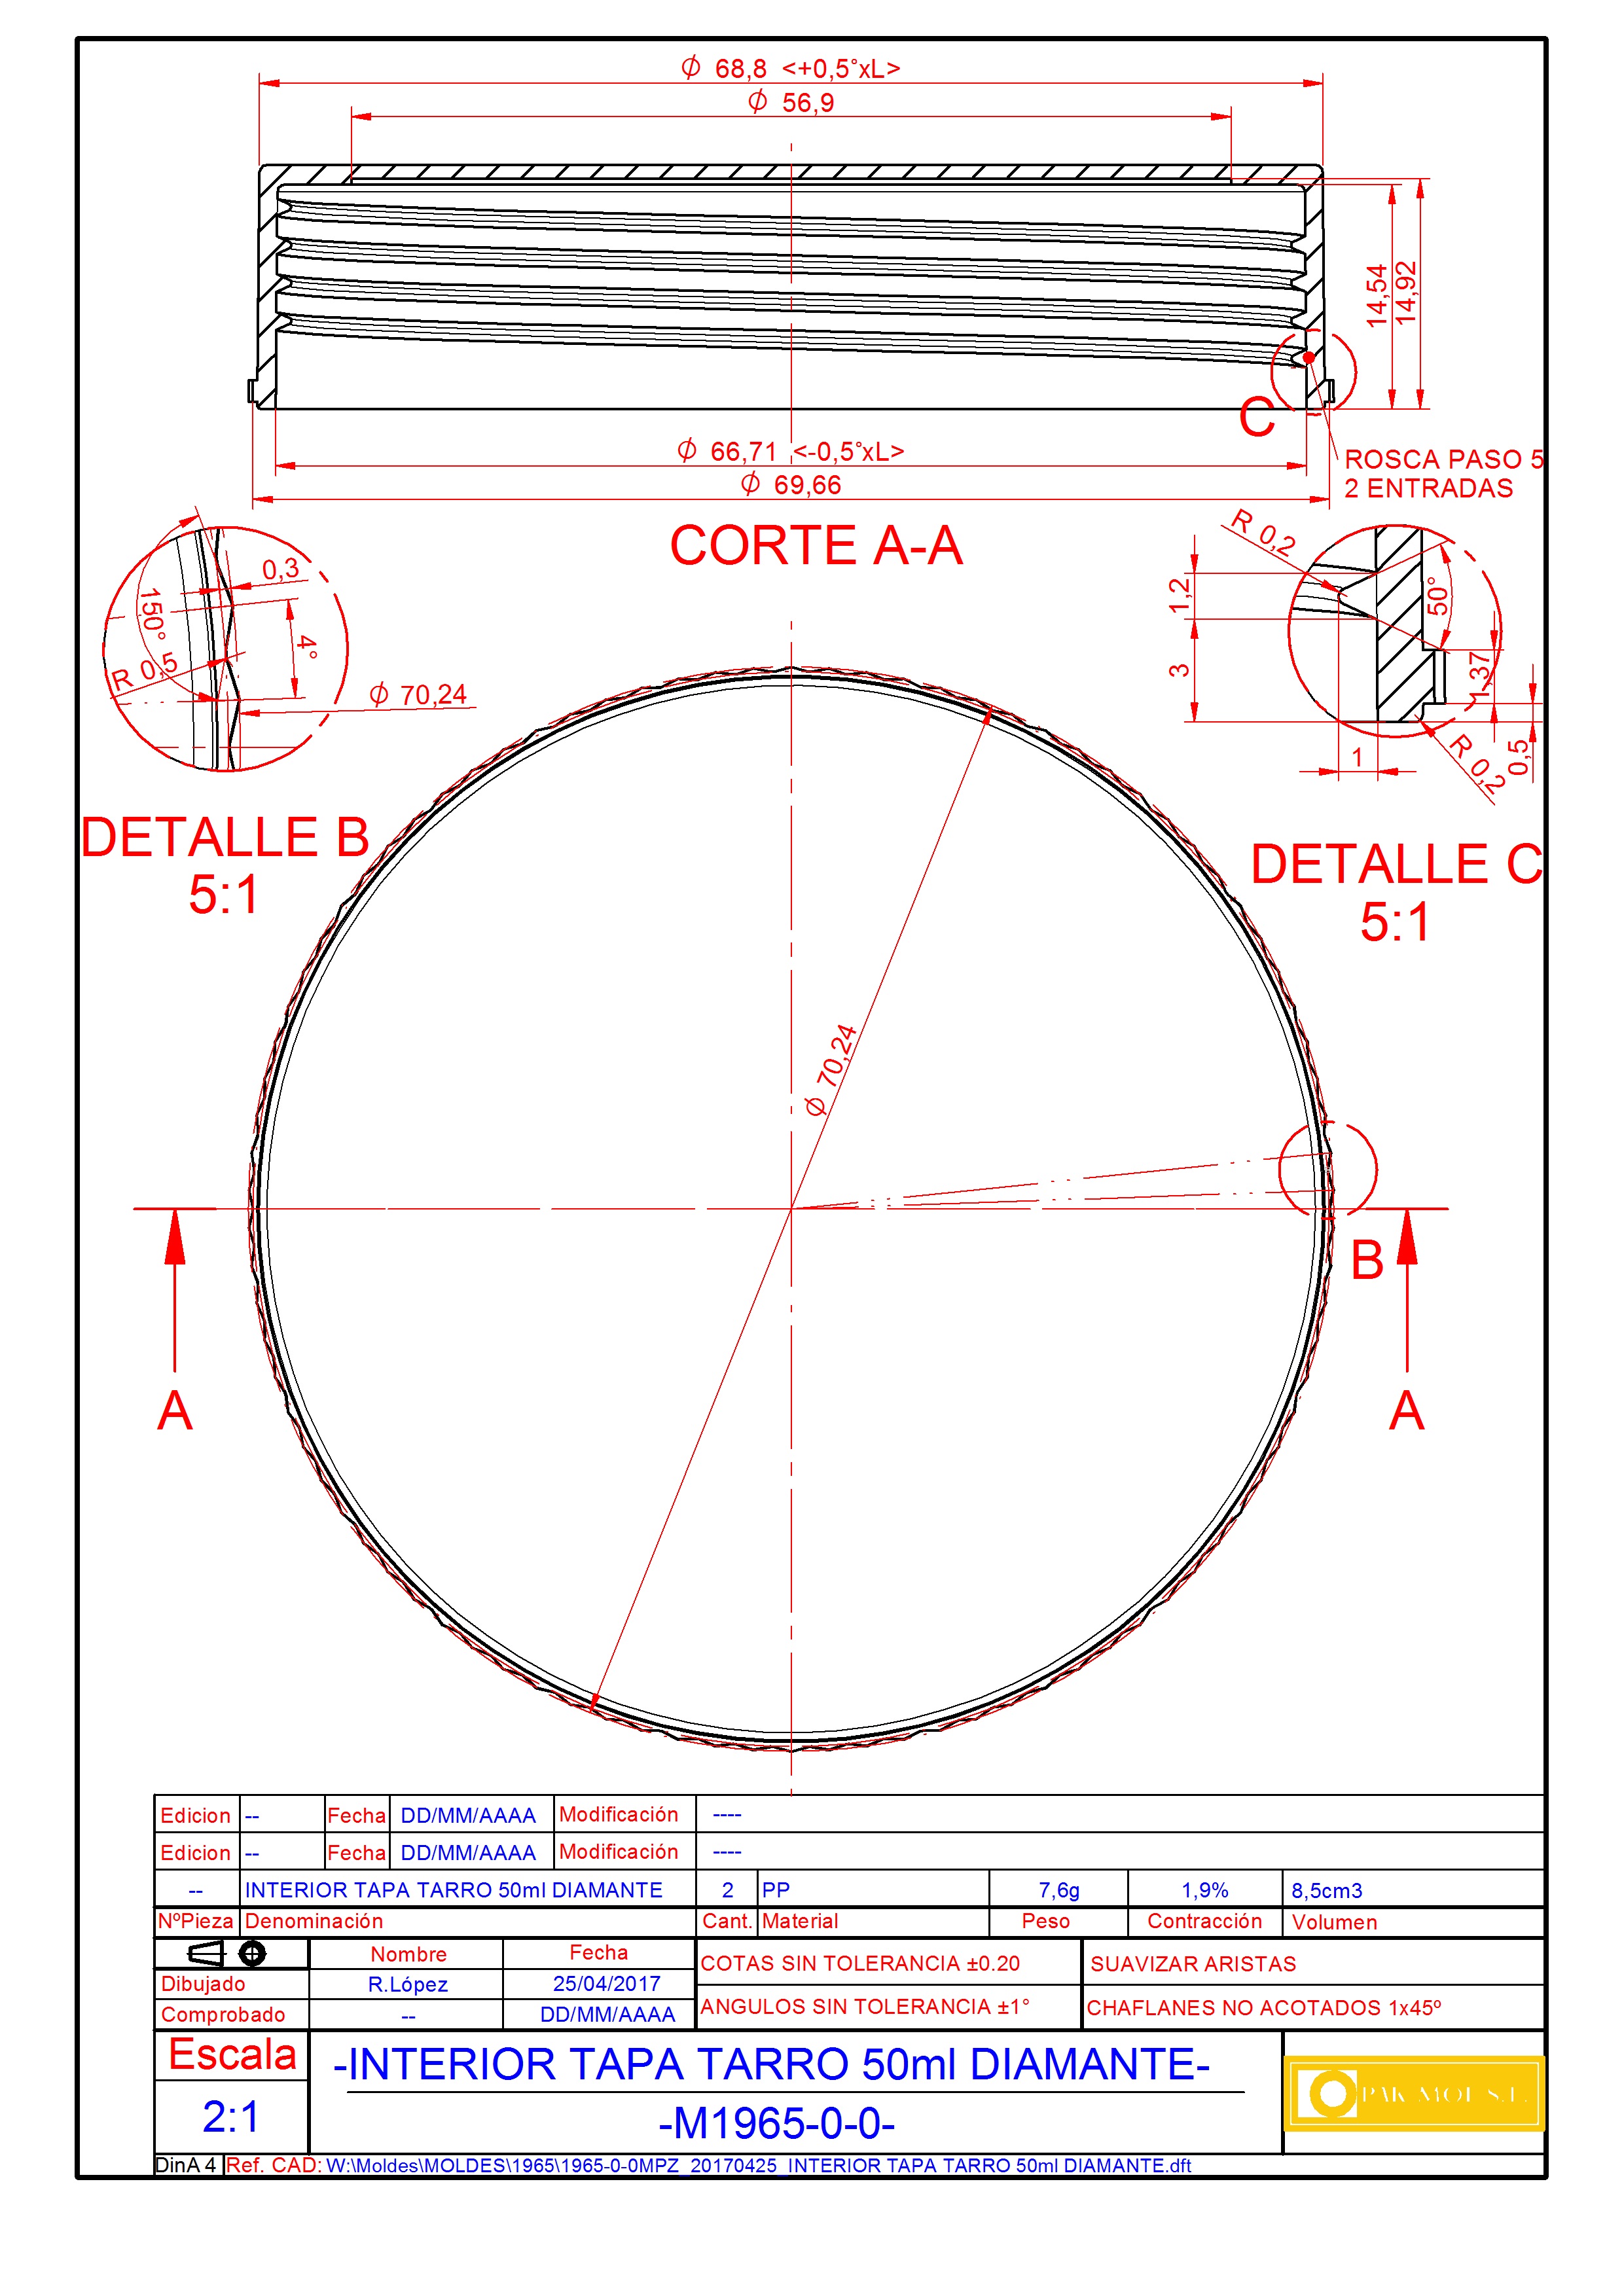 ϕ 68,8 <+0,5°xL>
ϕ 56,9
14,54
14,92
C
ϕ 66,71 <-0,5°xL>
ϕ 69,66
ROSCA PASO 5
2 ENTRADAS
CORTE A-A
0,3
150°
4°
R 0,5
ϕ 70,24
DETALLE B
5:1
R 0,2
1,2
50°
3
1,37
1
R 0,2
0,5
DETALLE C
5:1
ϕ 70,24
B
A
A
Edicion -- Fecha DD/MM/AAAA Modificación ----
Edicion -- Fecha DD/MM/AAAA Modificación ----
-- INTERIOR TAPA TARRO 50ml DIAMANTE 2 PP 7,6g 1,9% 8,5cm3
NºPieza Denominación Cant. Material Peso Contracción Volumen
Nombre Fecha
COTAS SIN TOLERANCIA ±0.20
SUAVIZAR ARISTAS
Dibujado R.López 25/04/2017
ANGULOS SIN TOLERANCIA ±1°
CHAFLANES NO ACOTADOS 1x45º
Comprobado -- DD/MM/AAAA
Escala
2:1
-INTERIOR TAPA TARRO 50ml DIAMANTE-
-M1965-0-0-
DinA 4 Ref. CAD: W:\Moldes\MOLDES\1965\1965-0-0MPZ_20170425_INTERIOR TAPA TARRO 50ml DIAMANTE.dft